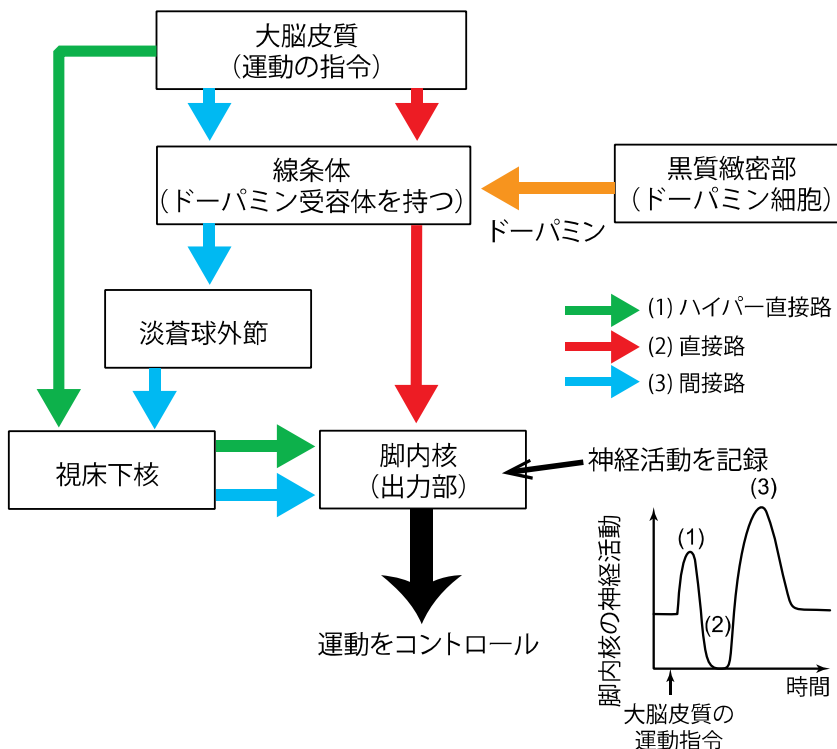 大脳皮質
(運動の指令)
線条体
(ドーパミン受容体を持つ)
黒質緻密部
(ドーパミン細胞)
ドーパミン
淡蒼球外節
(1) ハイパー直接路
(2) 直接路
(3) 間接路
視床下核
脚内核
(出力部)
神経活動を記録
運動をコントロール
脚内核の神経活動
(1)
(2)
(3)
時間
大脳皮質の
運動指令